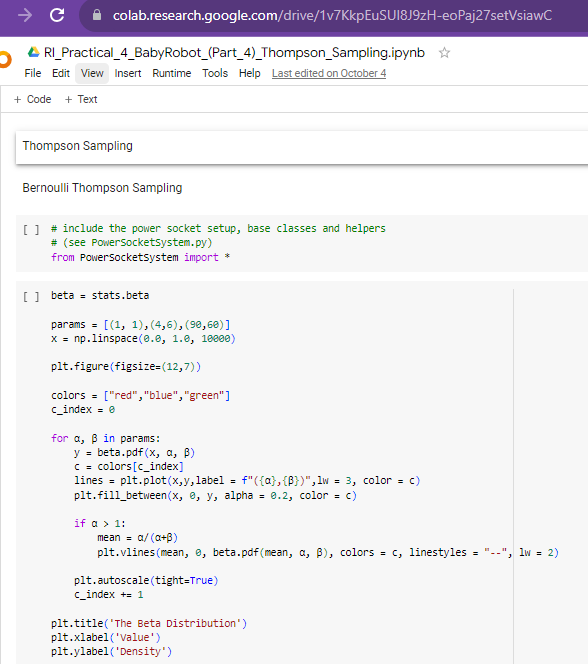 colab.research.google.com/drive/1v7KkpEuSUI8J9zH-eoPaj27setVsiawC
RI_Practical_4_BabyRobot_(Part_4)_Thompson_Sampling.ipynb
File Edit View Insert Runtime Tools Help Last edited on October 4
+ Code + Text
Thompson Sampling
Bernoulli Thompson Sampling
[ ] # include the power socket setup, base classes and helpers
# (see PowerSocketSystem.py)
from PowerSocketSystem import *
[ ] beta = stats.beta
params = [(1, 1),(4,6),(90,60)]
x = np.linspace(0.0, 1.0, 10000)
plt.figure(figsize=(12,7))
colors = ["red","blue","green"]
c_index = 0
for α, β in params:
    y = beta.pdf(x, α, β)
    c = colors[c_index]
    lines = plt.plot(x,y,label = f"({α},{β})",lw = 3, color = c)
    plt.fill_between(x, 0, y, alpha = 0.2, color = c)
    if α > 1:
        mean = α/(α+β)
        plt.vlines(mean, 0, beta.pdf(mean, α, β), colors = c, linestyles = "--", lw = 2)
    plt.autoscale(tight=True)
    c_index += 1
plt.title('The Beta Distribution')
plt.xlabel('Value')
plt.ylabel('Density')